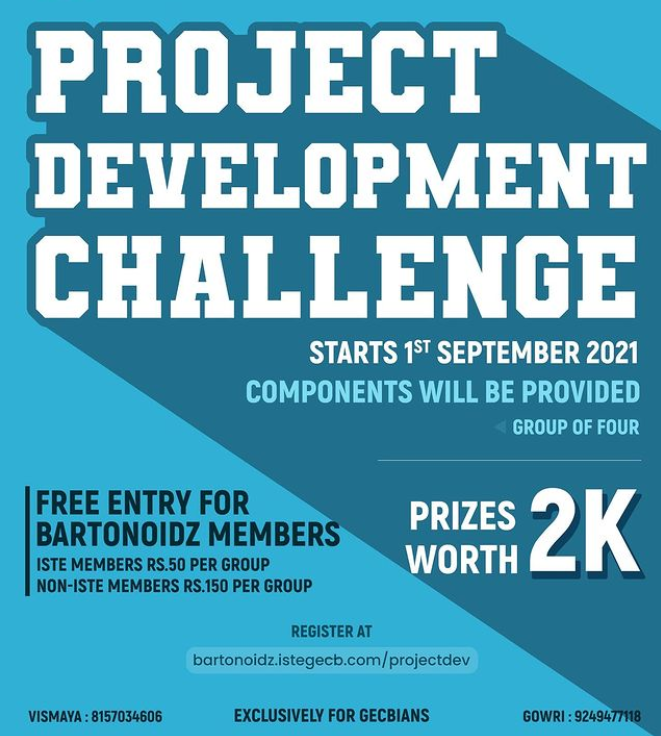 PROJECT
DEVELOPMENT
CHALLENGE
STARTS 1ST SEPTEMBER 2021
COMPONENTS WILL BE PROVIDED
GROUP OF FOUR
FREE ENTRY FOR
BARTONOIDZ MEMBERS
ISTE MEMBERS RS.50 PER GROUP
NON-ISTE MEMBERS RS.150 PER GROUP
PRIZES
WORTH 2K
REGISTER AT
bartonoidz.istegecb.com/projectdev
VISMAYA : 8157034606
EXCLUSIVELY FOR GECBIANS
GOWRI : 9249477118